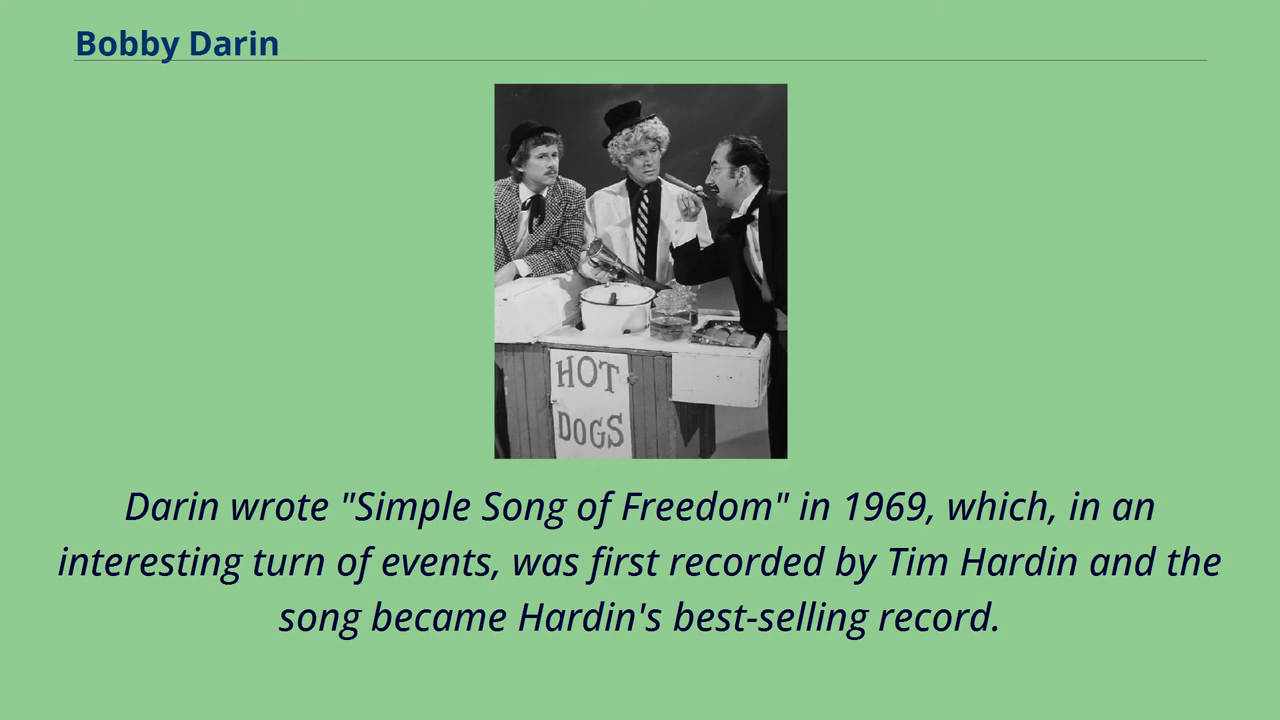 Bobby Darin
HOT
DOGS
Darin wrote "Simple Song of Freedom" in 1969, which, in an
interesting turn of events, was first recorded by Tim Hardin and the
song became Hardin's best-selling record.